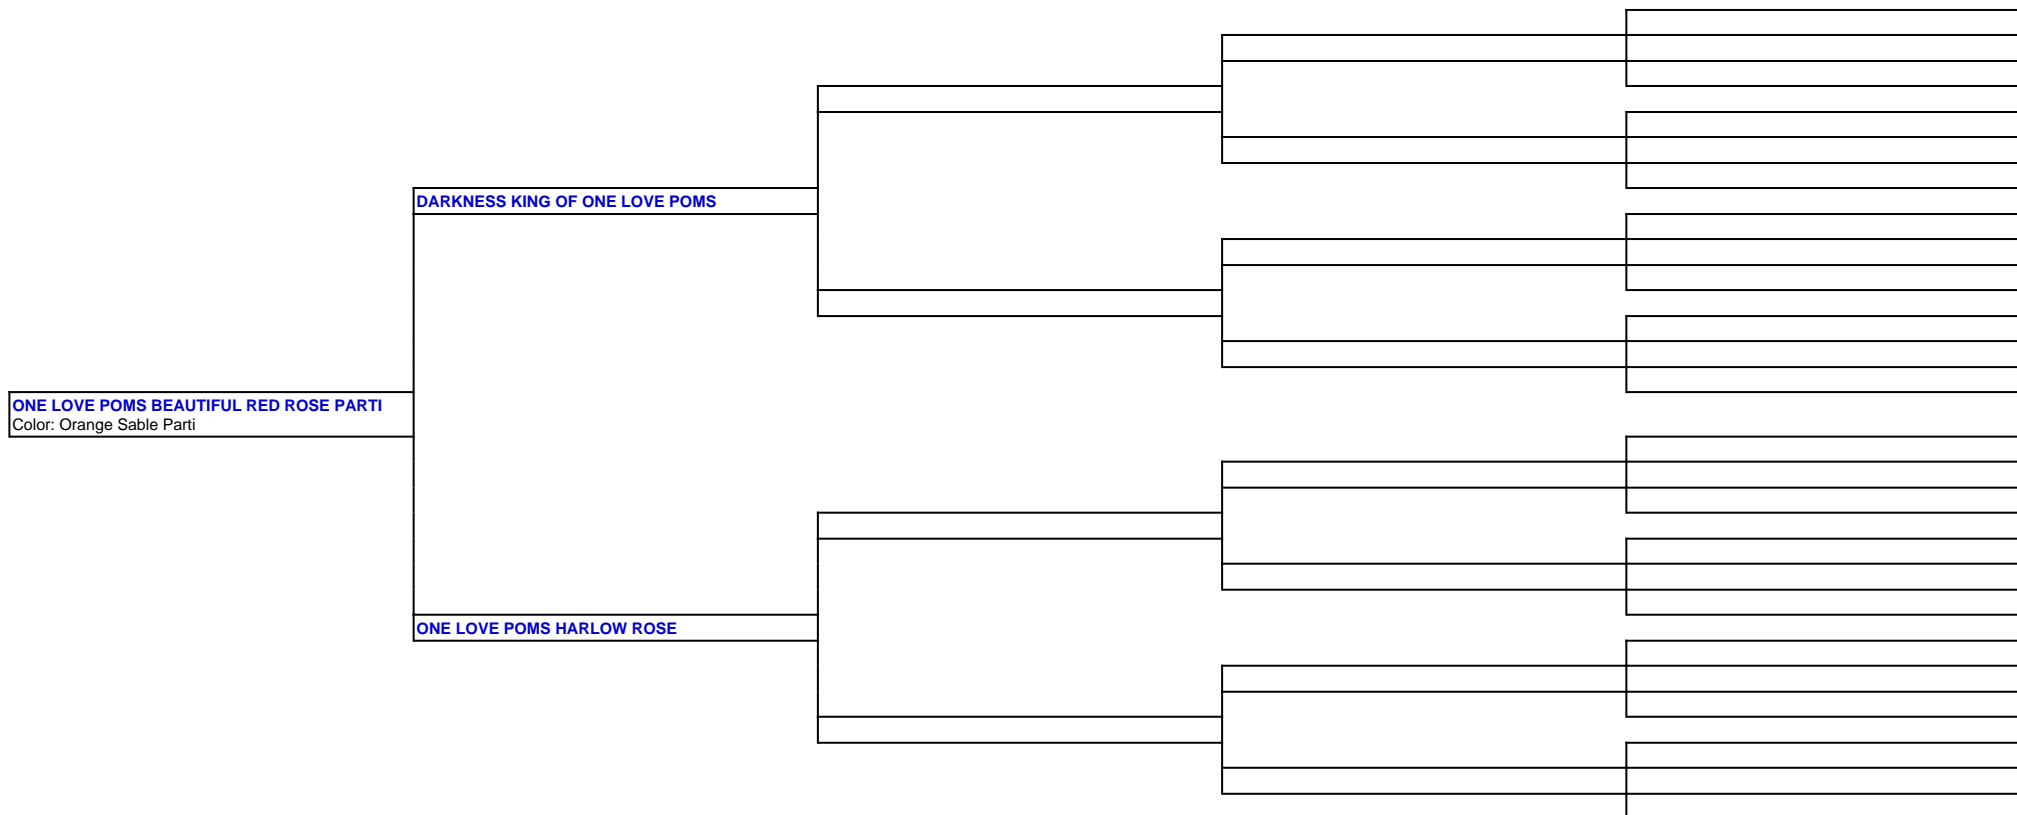 DARKNESS KING OF ONE LOVE POMS
ONE LOVE POMS BEAUTIFUL RED ROSE PARTI
Color: Orange Sable Parti
ONE LOVE POMS HARLOW ROSE